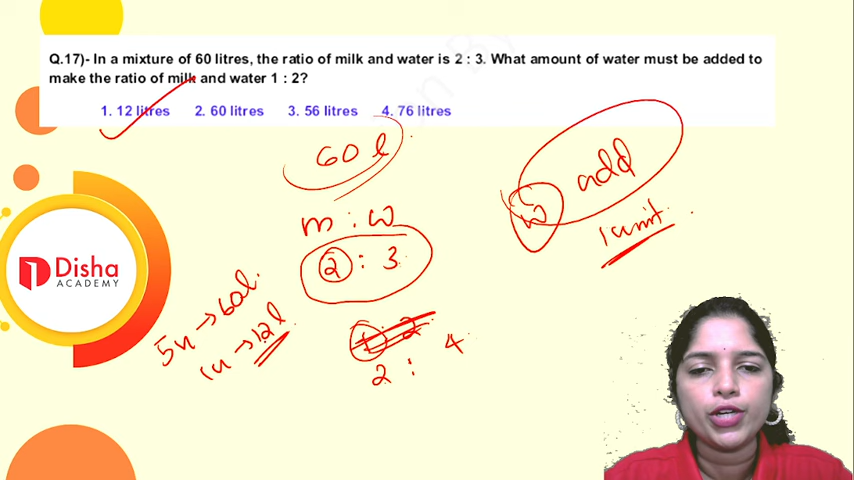 Q.17)- In a mixture of 60 litres, the ratio of milk and water is 2 : 3. What amount of water must be added to
make the ratio of milk and water 1 : 2?
1. 12 litres 2. 60 litres 3. 56 litres 4. 76 litres
60 l
m : w
2 : 3
1 : 2
2 : 4
w add
1 unit
5u → 60l
1u → 12l
Disha
ACADEMY